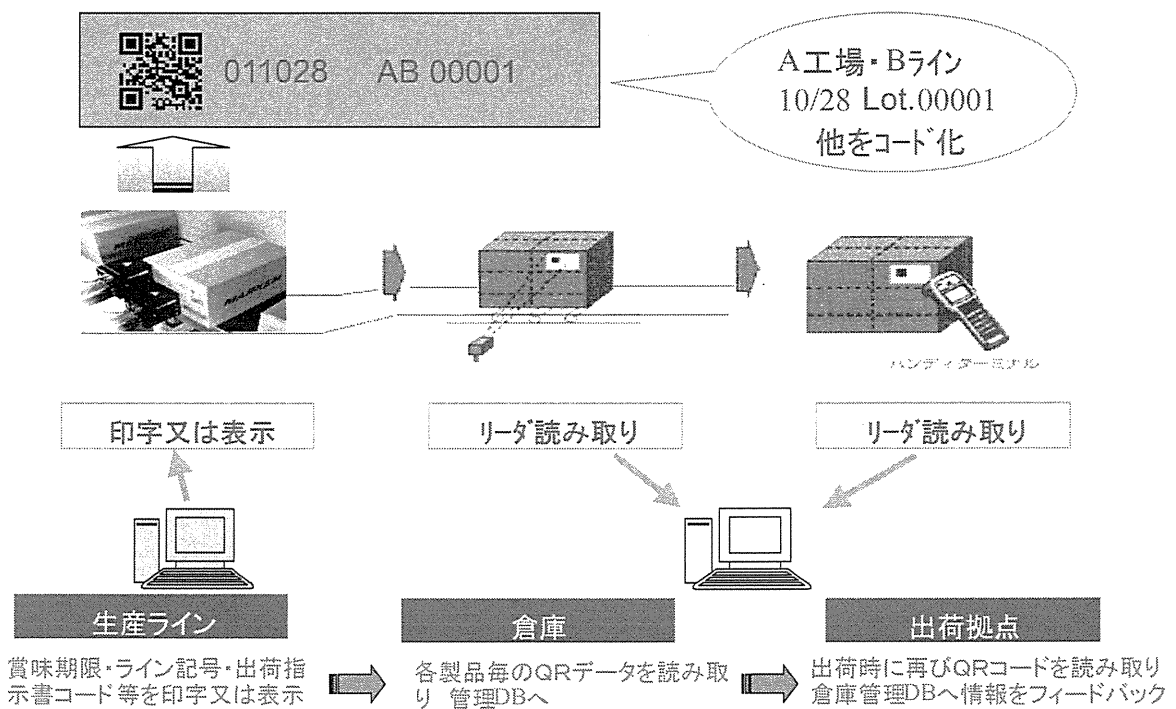 011028 AB 00001
A工場・Bライン
10/28 Lot.00001
他をコード化
ハンディターミナル
印字又は表示
リーダ読み取り
リーダ読み取り
生産ライン
倉庫
出荷拠点
賞味期限・ライン記号・出荷指
示書コード等を印字又は表示
各製品毎のQRデータを読み取
り 管理DBへ
出荷時に再びQRコードを読み取り
倉庫管理DBへ情報をフィードバック